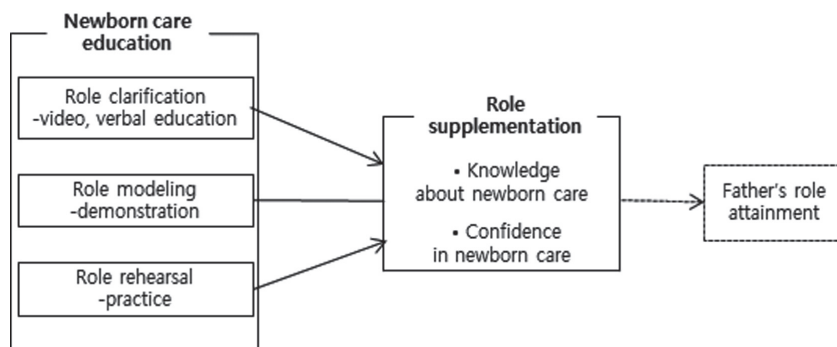 Newborn care
education
Role clarification
-video, verbal education
Role modeling
-demonstration
Role rehearsal
-practice
Role
supplementation
• Knowledge
about newborn care
• Confidence
in newborn care
Father's role
attainment